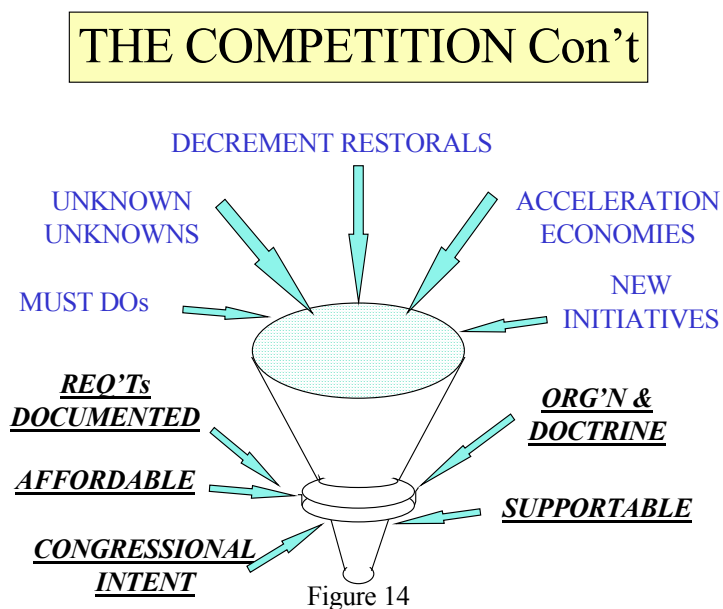 THE COMPETITION Con't
DECREMENT RESTORALS
UNKNOWN
UNKNOWNS
ACCELERATION
ECONOMIES
MUST DOs
NEW
INITIATIVES
REQ'Ts
DOCUMENTED
ORG'N &
DOCTRINE
AFFORDABLE
SUPPORTABLE
CONGRESSIONAL
INTENT
Figure 14